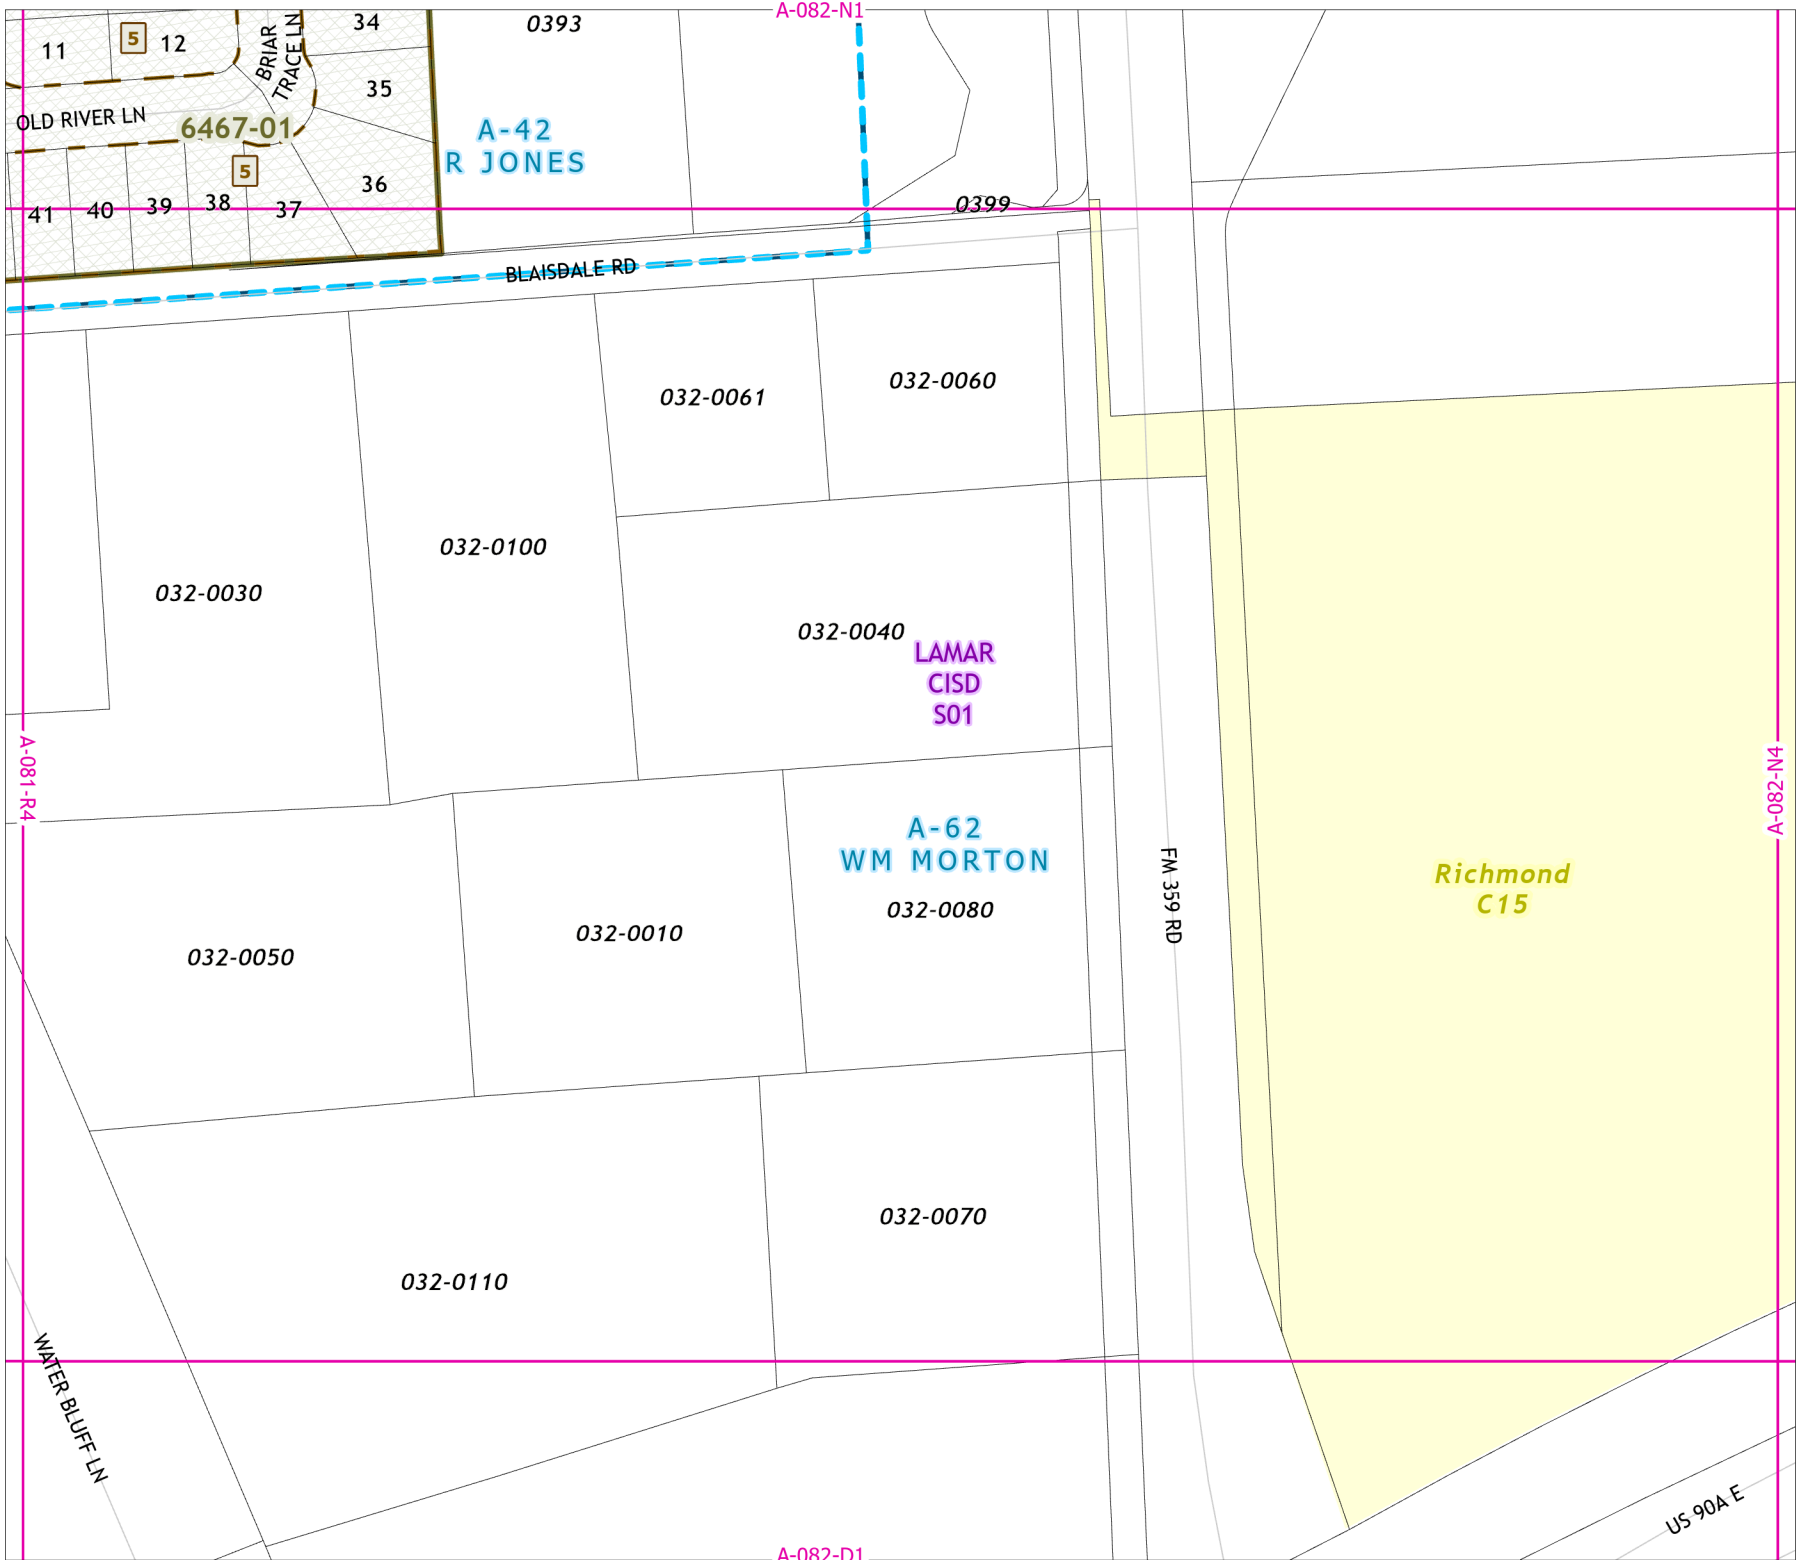 A-082-N1
11
5
12
BRIAR
TRACE LN
34
0393
35
OLD RIVER LN
6467-01
A-42
R JONES
5
36
41
40
39
38
37
0399
BLAISDALE RD
032-0061
032-0060
032-0100
032-0030
032-0040
LAMAR
CISD
S01
A-081-R4
A-082-N4
A-62
WM MORTON
032-0080
FM 359 RD
Richmond
C15
032-0050
032-0010
032-0070
032-0110
WATER BLUFF LN
US 90A E
A-082-D1